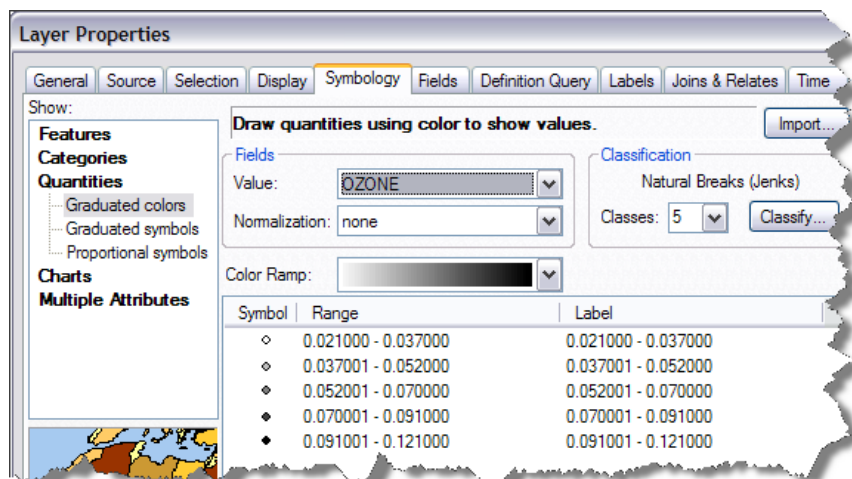 Layer Properties
General Source Selection Display Symbology Fields Definition Query Labels Joins & Relates Time
Show:
Features
Categories
Quantities
Graduated colors
Graduated symbols
Proportional symbols
Charts
Multiple Attributes
Draw quantities using color to show values.
Import...
Fields
Value: OZONE
Normalization: none
Classification
Natural Breaks (Jenks)
Classes: 5 Classify...
Color Ramp:
Symbol Range Label
0.021000 - 0.037000 0.021000 - 0.037000
0.037001 - 0.052000 0.037001 - 0.052000
0.052001 - 0.070000 0.052001 - 0.070000
0.070001 - 0.091000 0.070001 - 0.091000
0.091001 - 0.121000 0.091001 - 0.121000